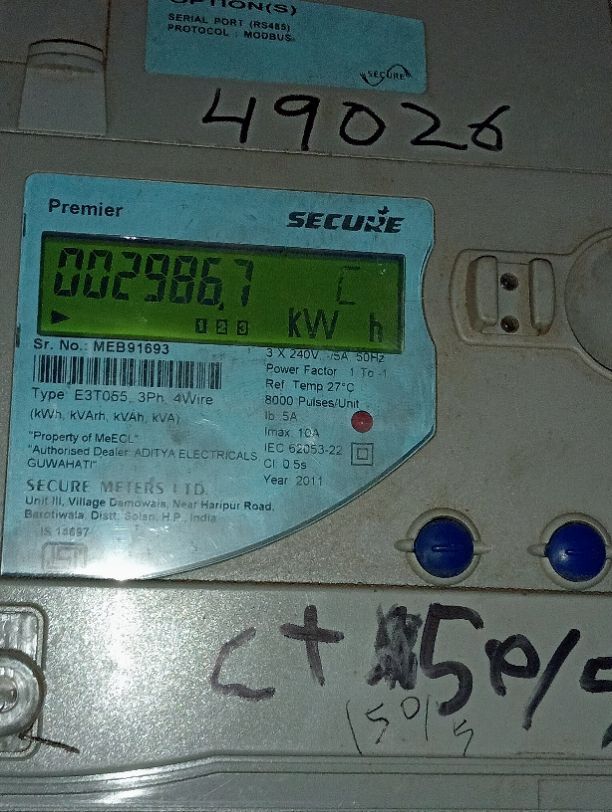 OPTION(S)
SERIAL PORT (RS485)
PROTOCOL : MODBUS
SECURE
49026
Premier
SECURE
002986.7 C
1 2 3 kW h
Sr. No.: MEB91693
3 X 240V, -/5A, 50Hz
Power Factor 1 To -1
Type E3T055, 3Ph, 4Wire
Ref Temp 27°C
(kWh, kVArh, kVAh, kVA)
8000 Pulses/Unit
Ib 5A
Imax 10A
"Property of MeECL"
IEC 62053-22
"Authorised Dealer ADITYA ELECTRICALS
GUWAHATI"
Cl 0.5s
Year 2011
SECURE METERS LTD.
Unit III, Village Damowala, Near Haripur Road,
Barotiwala, Distt. Solan, H.P., India
IS 14697
ct 50/5
150/5